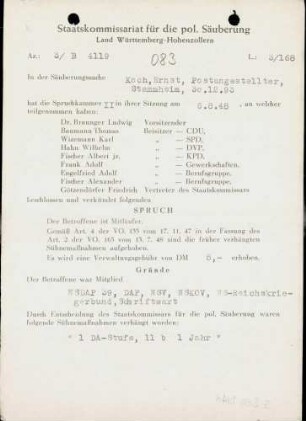 Staatskommissariat für die pol. Säuberung
Land Württemberg-Hohenzollern
Az.: 3/ B 4119 083 L.: 3/168
In der Säuberungssache Koch, Ernst, Postangestellter,
Stammheim, 30.12.93
hat die Spruchkammer II in ihrer Sitzung am 6.8.48, an welcher
teilgenommen haben:
Dr. Breunger Ludwig Vorsitzender
Baumann Thomas Beisitzer – CDU,
Wizemann Karl „ – SPD,
Hahn Wilhelm „ – DVP,
Fischer Albert jr. „ – KPD,
Frank Adolf „ – Gewerkschaften,
Engelfried Adolf „ – Berufsgruppe,
Fischer Alexander „ – Berufsgruppe,
Götzendörfer Friedrich Vertreter des Staatskommissars
beschlossen und verkündet folgenden
SPRUCH
Der Betroffene ist Mitläufer.
Gemäß Art. 4 der VO. 155 vom 17. 11. 47 in der Fassung des
Art. 2 der VO. 165 vom 13. 7. 48 sind die früher verhängten
Sühnemaßnahmen aufgehoben.
Es wird eine Verwaltungsgebühr von DM 5,- erhoben.
Gründe
Der Betroffene war Mitglied
NSDAP 39, DAF, NSV, NSKOV, NS-Reichskrie-
gerbund, Schriftwart
Durch Entscheidung des Staatskommissars für die pol. Säuberung waren
folgende Sühnemaßnahmen verhängt worden:
" 1 DA-Stufe, 11 b 1 Jahr "